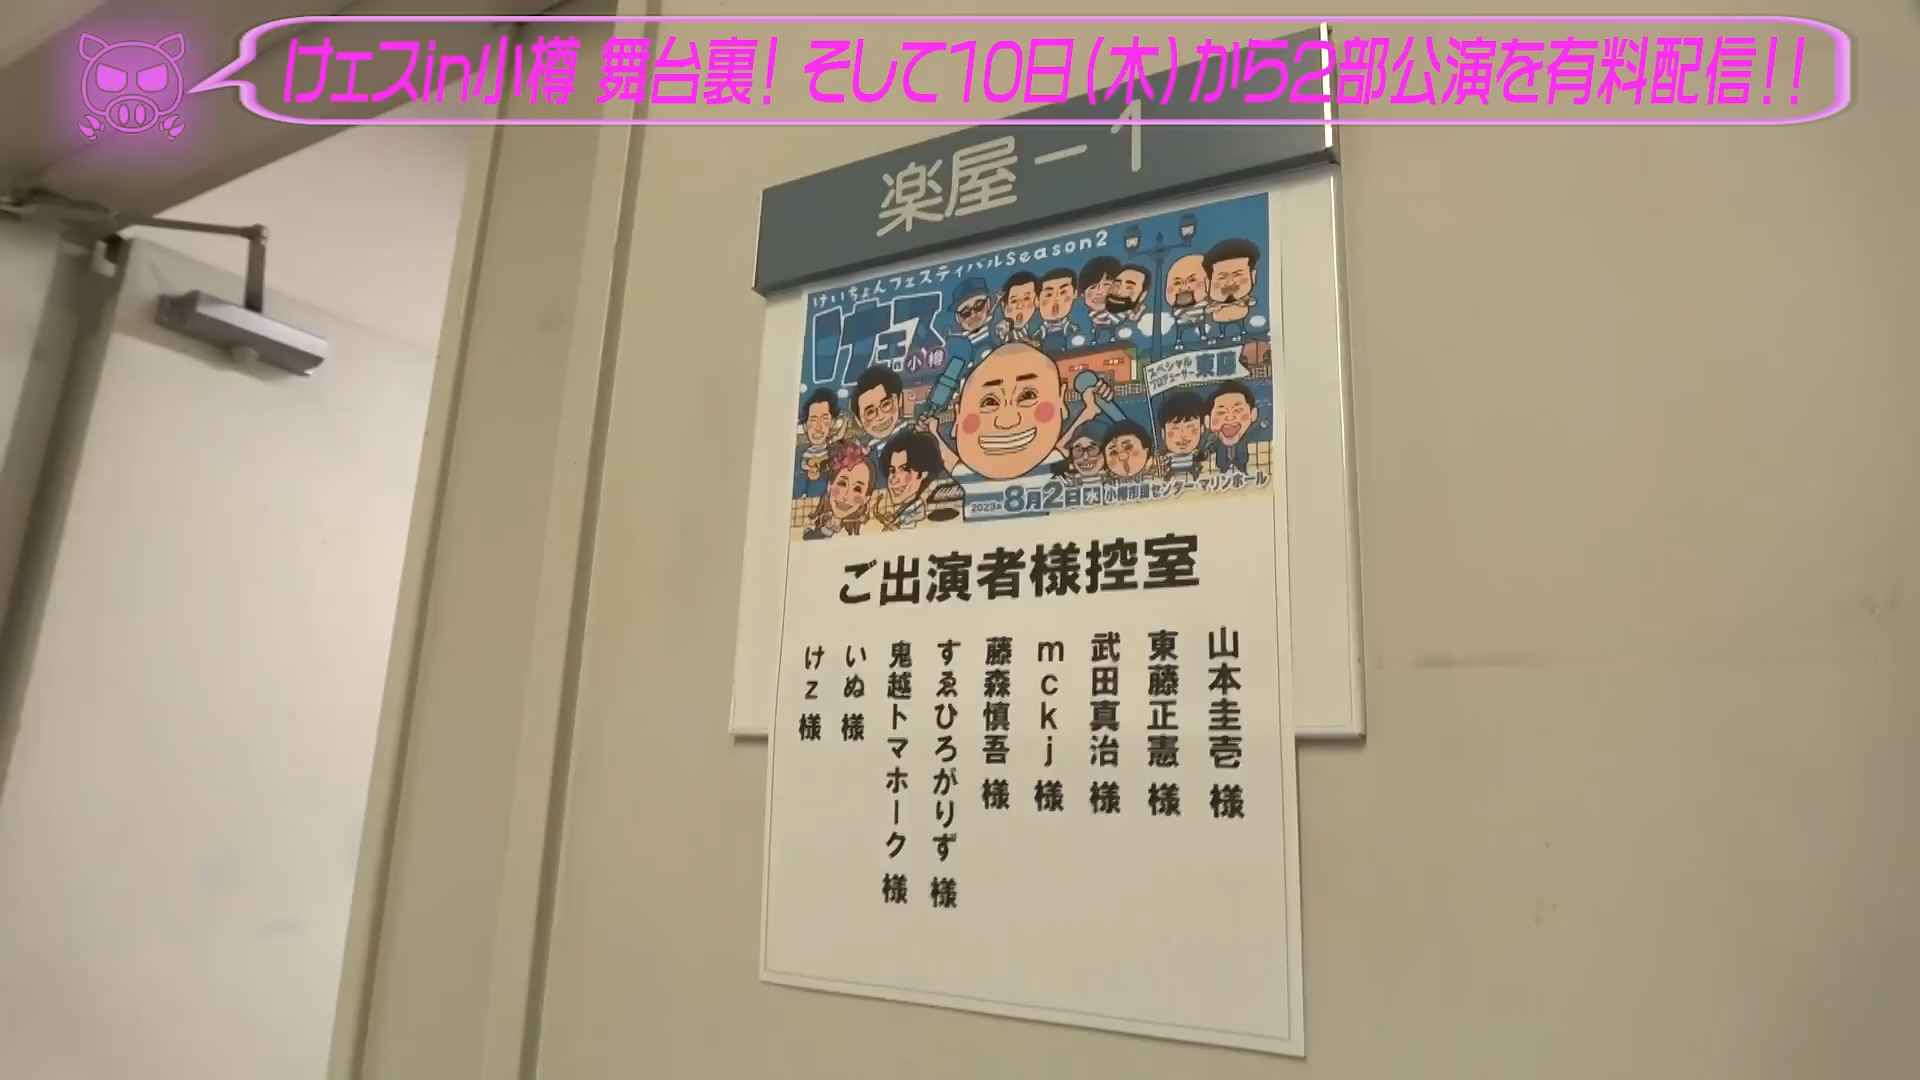 けェスin小樽 舞台裏! そして10日(木)から2部公演を有料配信!!
楽屋-1
けいちょんフェスティバルseason2
けェス
in小樽
スペシャル
プロデューサー 東藤
2023年8月2日水 小樽市民センター・マリンホール
ご出演者様控室
山本圭壱 様
東藤正憲 様
武田真治 様
mckj 様
藤森慎吾 様
すゑひろがりず 様
鬼越トマホーク 様
いぬ 様
けz 様